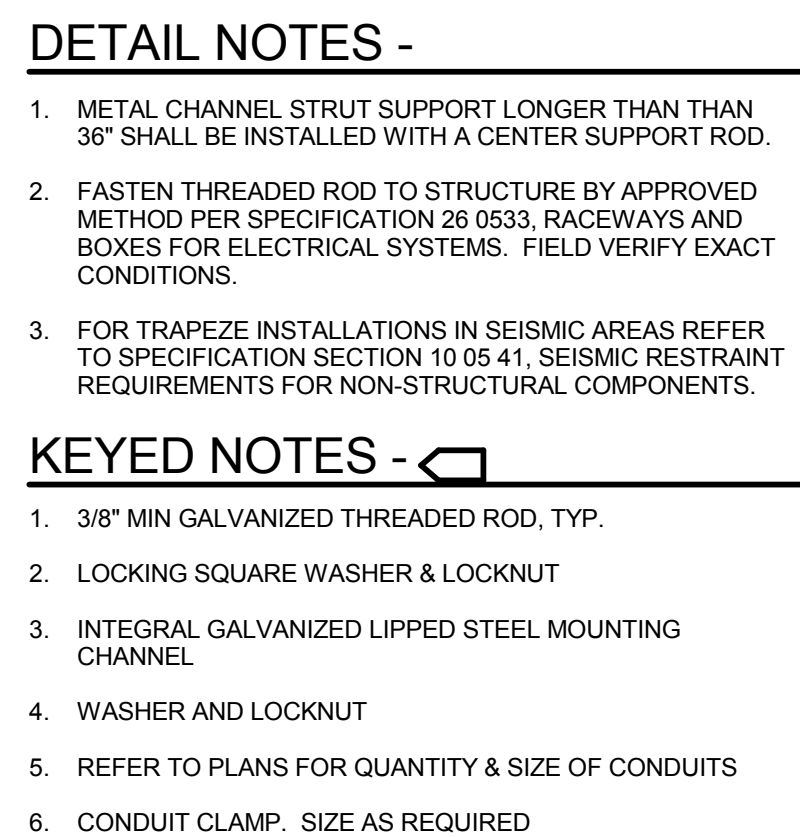 DETAIL NOTES -
1. METAL CHANNEL STRUT SUPPORT LONGER THAN THAN
36" SHALL BE INSTALLED WITH A CENTER SUPPORT ROD.
2. FASTEN THREADED ROD TO STRUCTURE BY APPROVED
METHOD PER SPECIFICATION 26 0533, RACEWAYS AND
BOXES FOR ELECTRICAL SYSTEMS. FIELD VERIFY EXACT
CONDITIONS.
3. FOR TRAPEZE INSTALLATIONS IN SEISMIC AREAS REFER
TO SPECIFICATION SECTION 10 05 41, SEISMIC RESTRAINT
REQUIREMENTS FOR NON-STRUCTURAL COMPONENTS.
KEYED NOTES -
1. 3/8" MIN GALVANIZED THREADED ROD, TYP.
2. LOCKING SQUARE WASHER & LOCKNUT
3. INTEGRAL GALVANIZED LIPPED STEEL MOUNTING
CHANNEL
4. WASHER AND LOCKNUT
5. REFER TO PLANS FOR QUANTITY & SIZE OF CONDUITS
6. CONDUIT CLAMP. SIZE AS REQUIRED